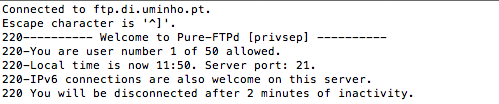 Connected to ftp.di.uminho.pt.
Escape character is '^]'.
220---------- Welcome to Pure-FTPd [privsep] ----------
220-You are user number 1 of 50 allowed.
220-Local time is now 11:50. Server port: 21.
220-IPv6 connections are also welcome on this server.
220 You will be disconnected after 2 minutes of inactivity.